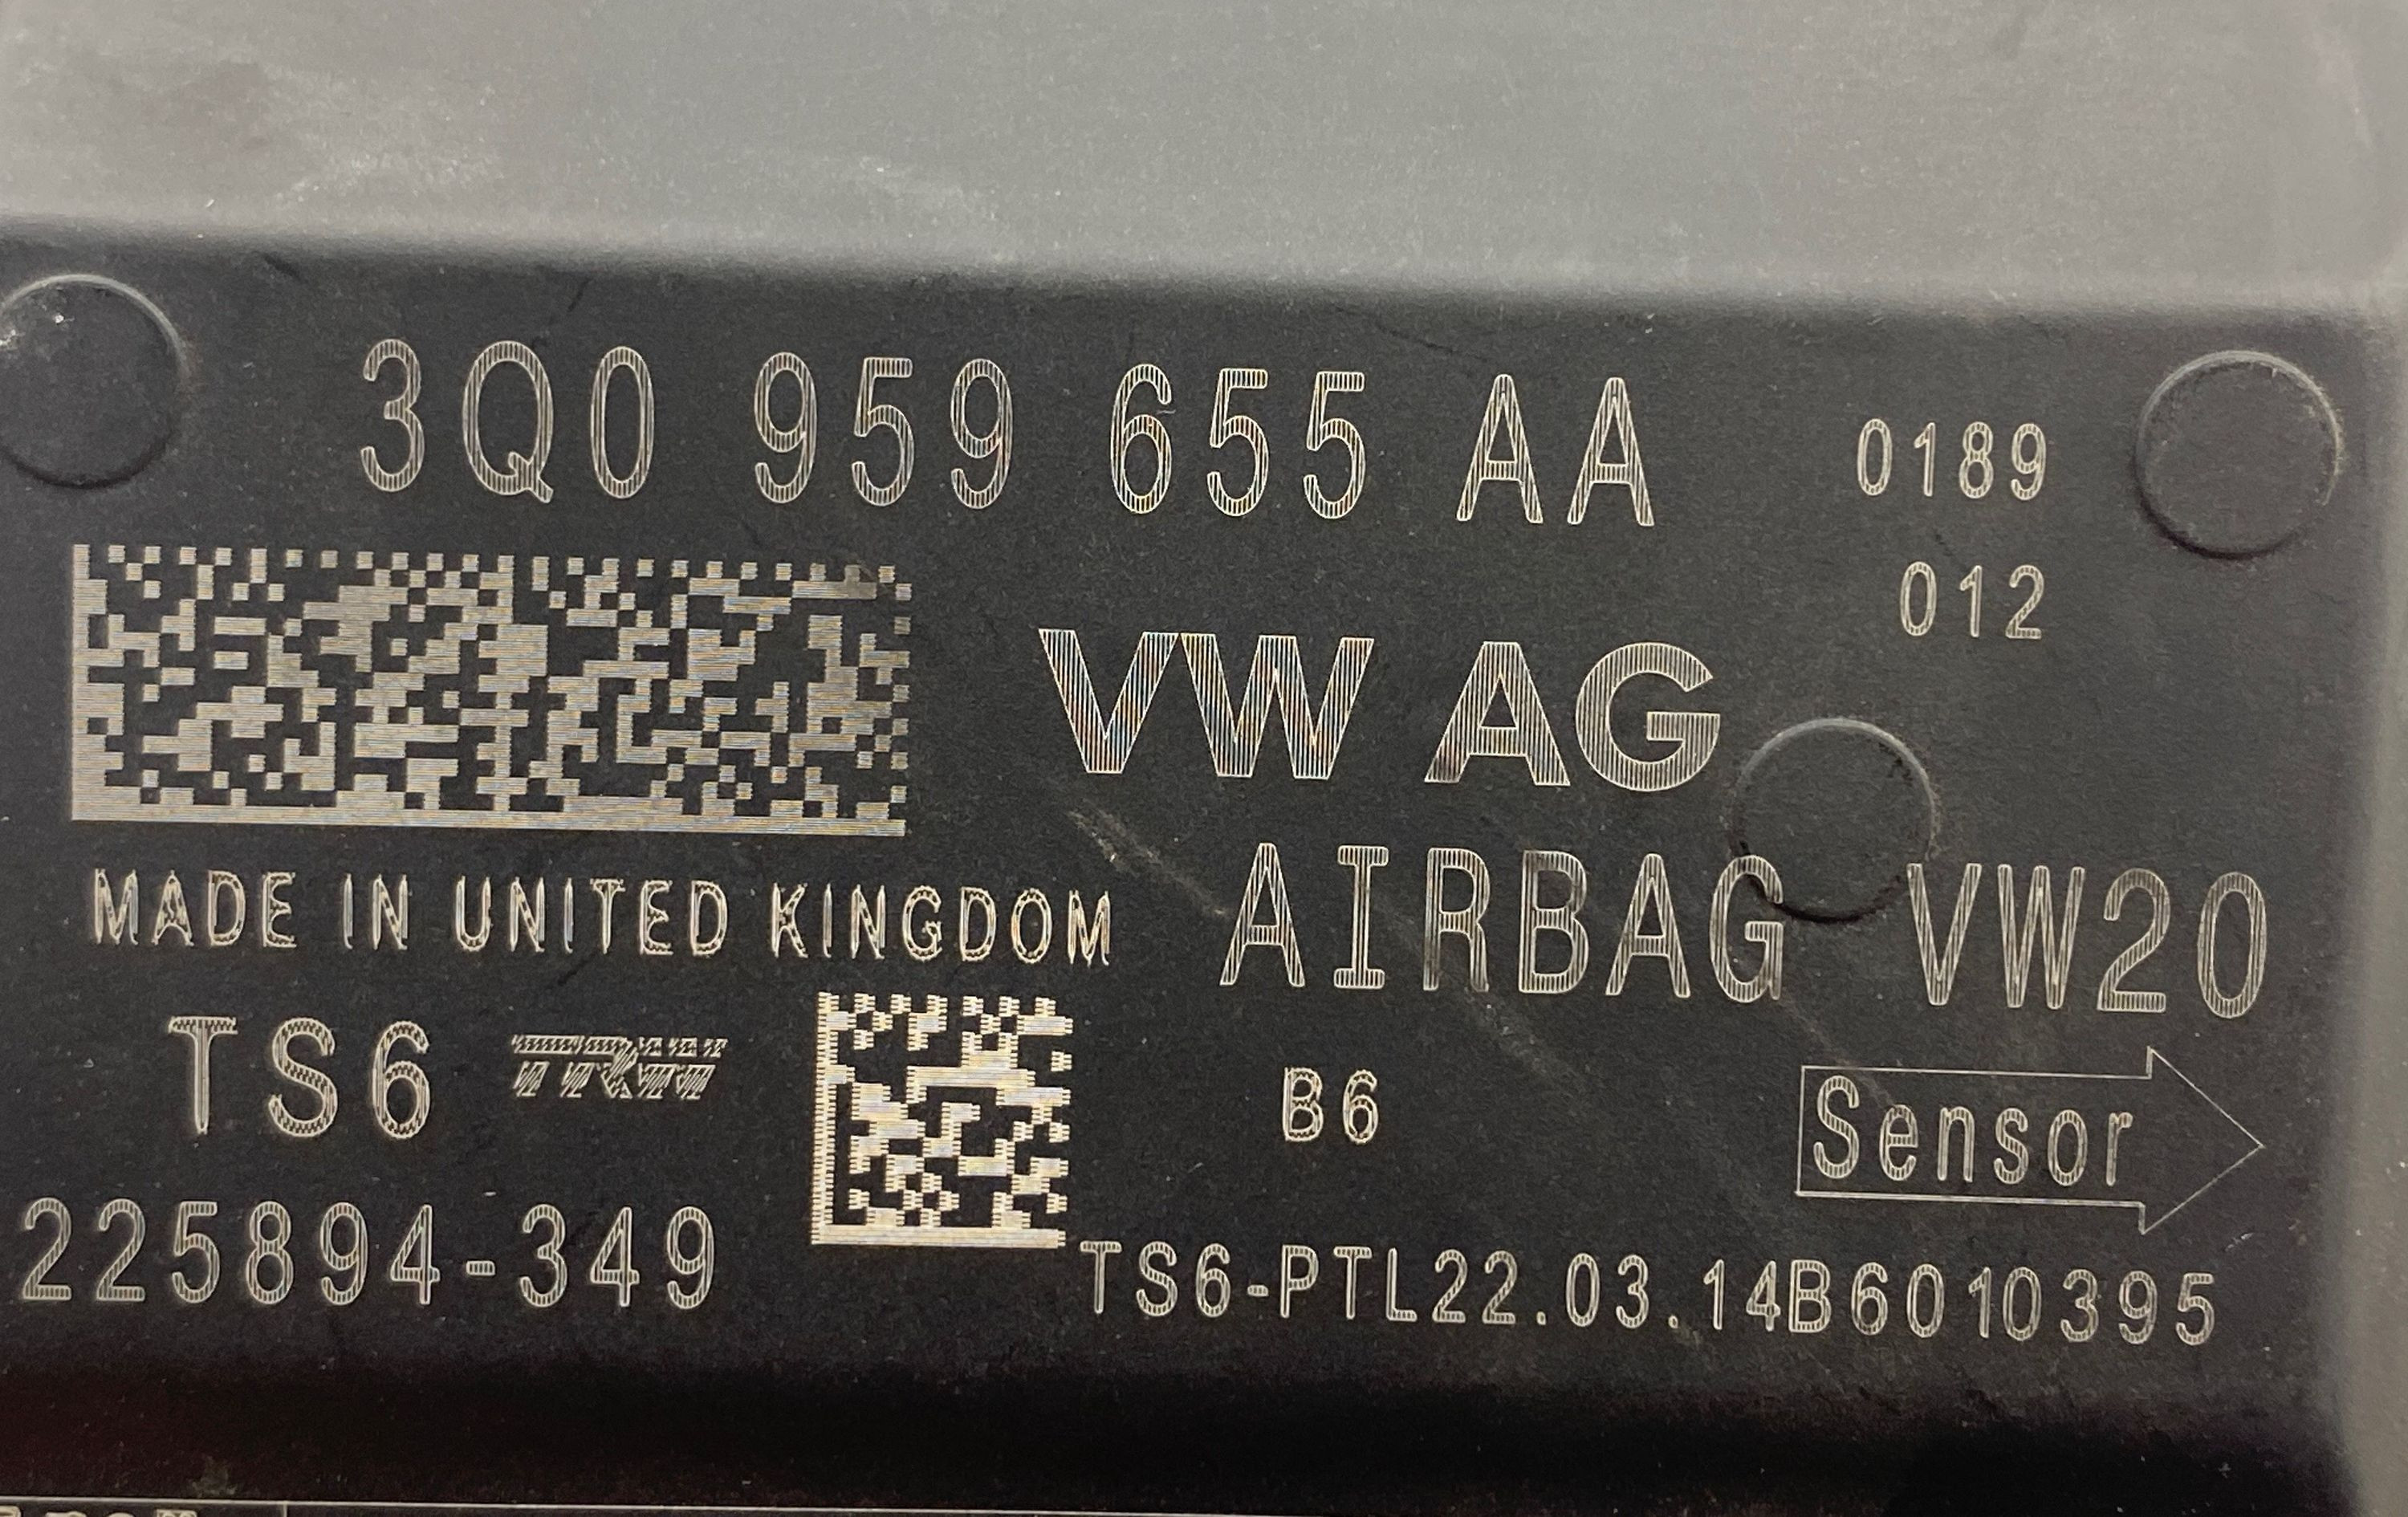 3Q0 959 655 AA 0189
012
VW AG
MADE IN UNITED KINGDOM
AIRBAG VW20
TS6 TRW
B6
Sensor
225894-349
TS6-PTL22.03.14B6010395